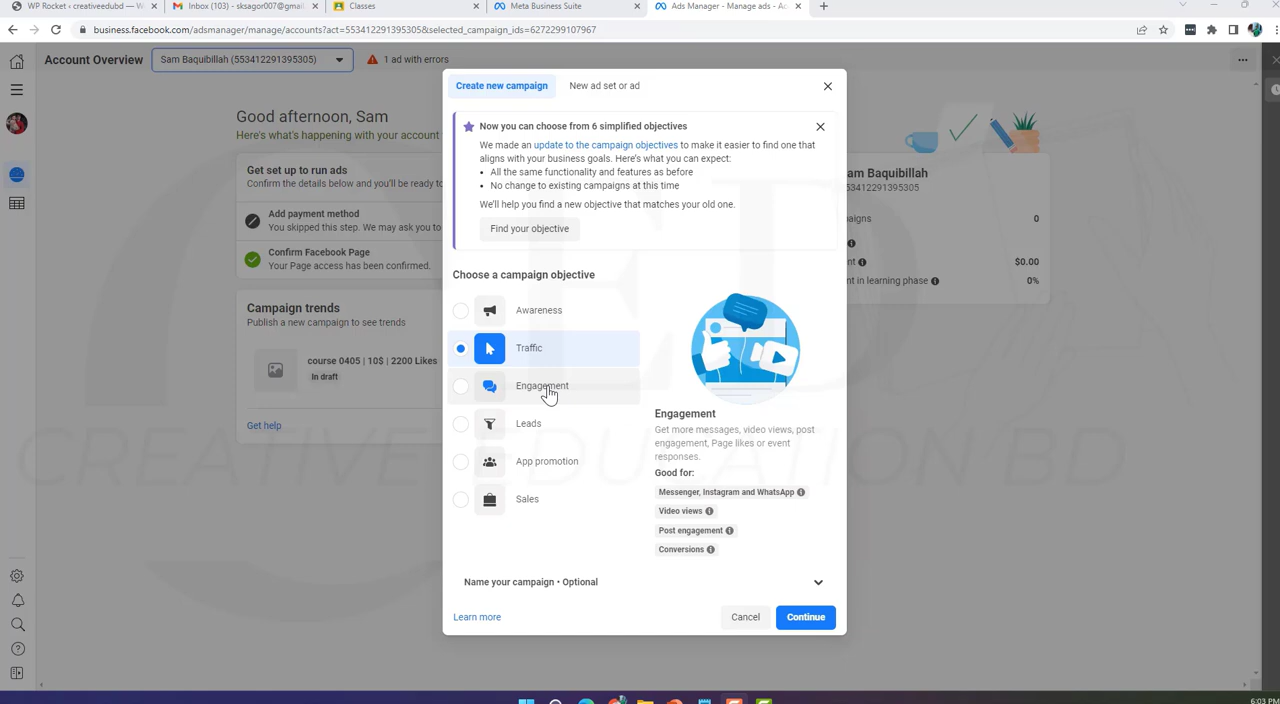 WP Rocket ‹ creativeedubd — W
Inbox (103) - sksagor007@gmail
Classes
Meta Business Suite
Ads Manager - Manage ads - Ac
business.facebook.com/adsmanager/manage/accounts?act=553412291395305&selected_campaign_ids=6272299107967
Account Overview
Sam Baquibillah (553412291395305)
1 ad with errors
Create new campaign
New ad set or ad
Good afternoon, Sam
Here's what's happening with your account
Get set up to run ads
Confirm the details below and you'll be ready to
Add payment method
You skipped this step. We may ask you to
Confirm Facebook Page
Your Page access has been confirmed.
Campaign trends
Publish a new campaign to see trends
course 0405 | 10$ | 2200 Likes
In draft
Get help
Now you can choose from 6 simplified objectives
We made an update to the campaign objectives to make it easier to find one that
aligns with your business goals. Here's what you can expect:
• All the same functionality and features as before
• No change to existing campaigns at this time
We'll help you find a new objective that matches your old one.
Find your objective
Choose a campaign objective
Awareness
Traffic
Engagement
Leads
App promotion
Sales
Engagement
Get more messages, video views, post
engagement, Page likes or event
responses.
Good for:
Messenger, Instagram and WhatsApp
Video views
Post engagement
Conversions
Name your campaign • Optional
Learn more
Cancel
Continue
am Baquibillah
53412291395305
paigns
0
nt
$0.00
nt in learning phase
0%
CREATIVE EDUCATION BD
6:03 PM